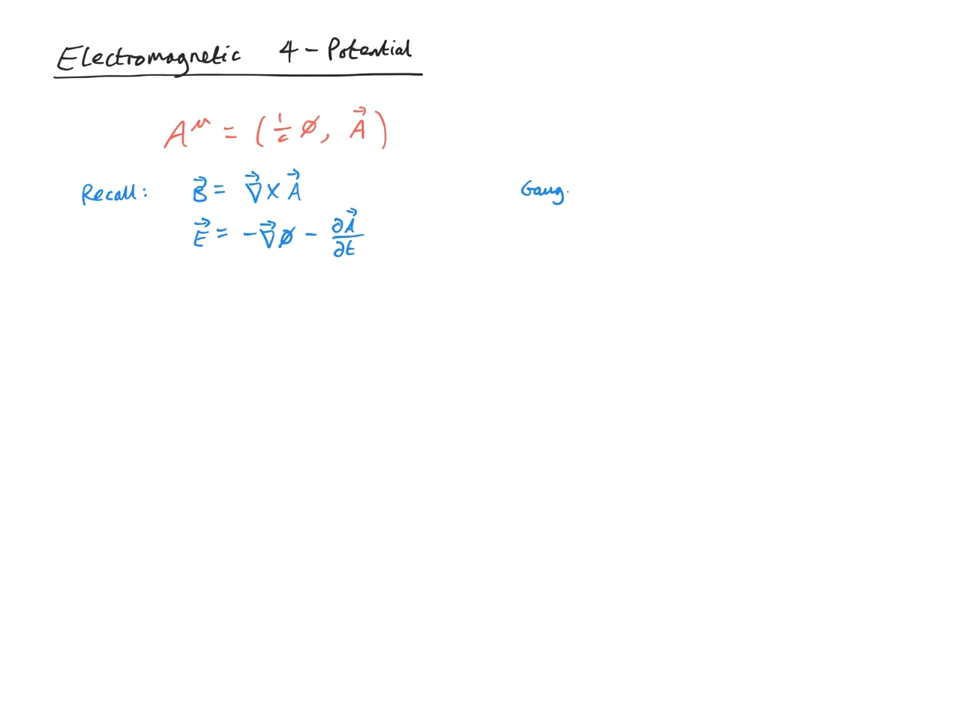 Electromagnetic 4-Potential
A^μ = (1/c ϕ, A⃗)
Recall: B⃗ = ∇⃗ × A⃗
Gaug
E⃗ = -∇⃗ϕ - ∂A⃗/∂t